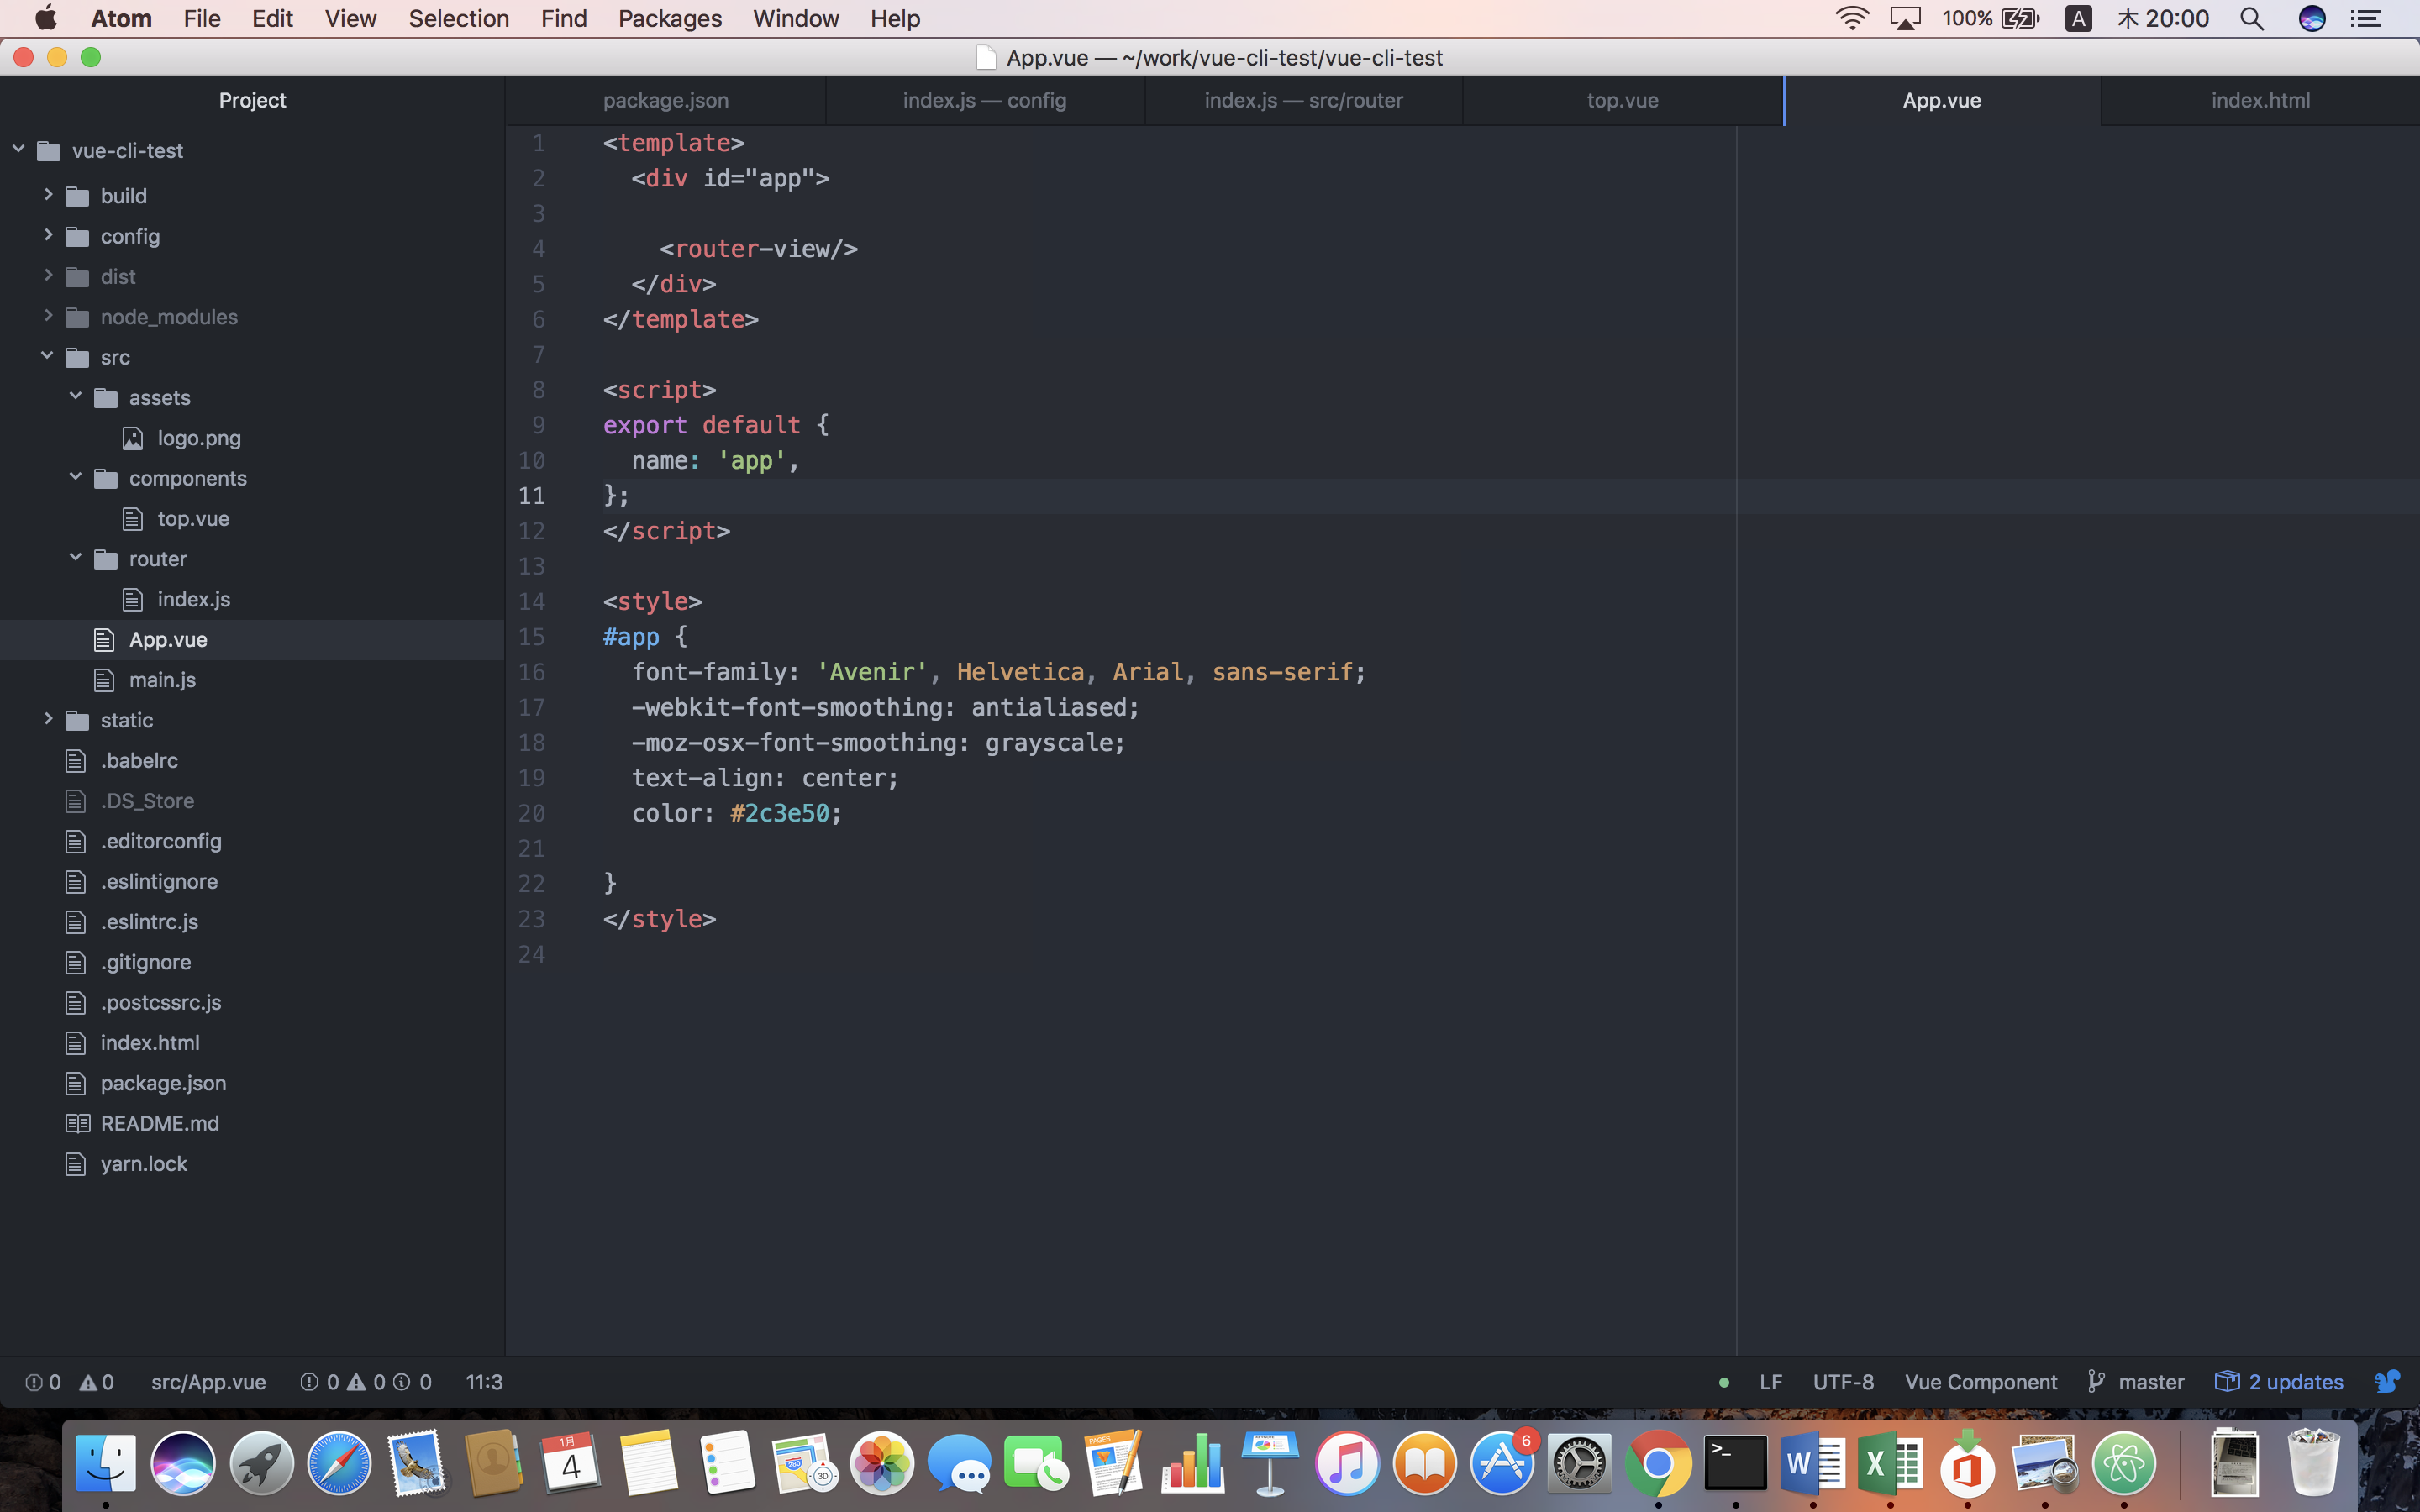 Atom File Edit View Selection Find Packages Window Help 100% A 木 20:00
App.vue — ~/work/vue-cli-test/vue-cli-test
Project
package.json
index.js — config
index.js — src/router
top.vue
App.vue
index.html
vue-cli-test
build
config
dist
node_modules
src
assets
logo.png
components
top.vue
router
index.js
App.vue
main.js
static
.babelrc
.DS_Store
.editorconfig
.eslintignore
.eslintrc.js
.gitignore
.postcssrc.js
index.html
package.json
README.md
yarn.lock
1 <template>
2 <div id="app">
3
4 <router-view/>
5 </div>
6 </template>
7
8 <script>
9 export default {
10 name: 'app',
11 };
12 </script>
13
14 <style>
15 #app {
16 font-family: 'Avenir', Helvetica, Arial, sans-serif;
17 -webkit-font-smoothing: antialiased;
18 -moz-osx-font-smoothing: grayscale;
19 text-align: center;
20 color: #2c3e50;
21
22 }
23 </style>
24
0 0 src/App.vue 0 0 0 11:3 LF UTF-8 Vue Component master 2 updates
1月
4
280
3D
PAGES
6
>_
W
X